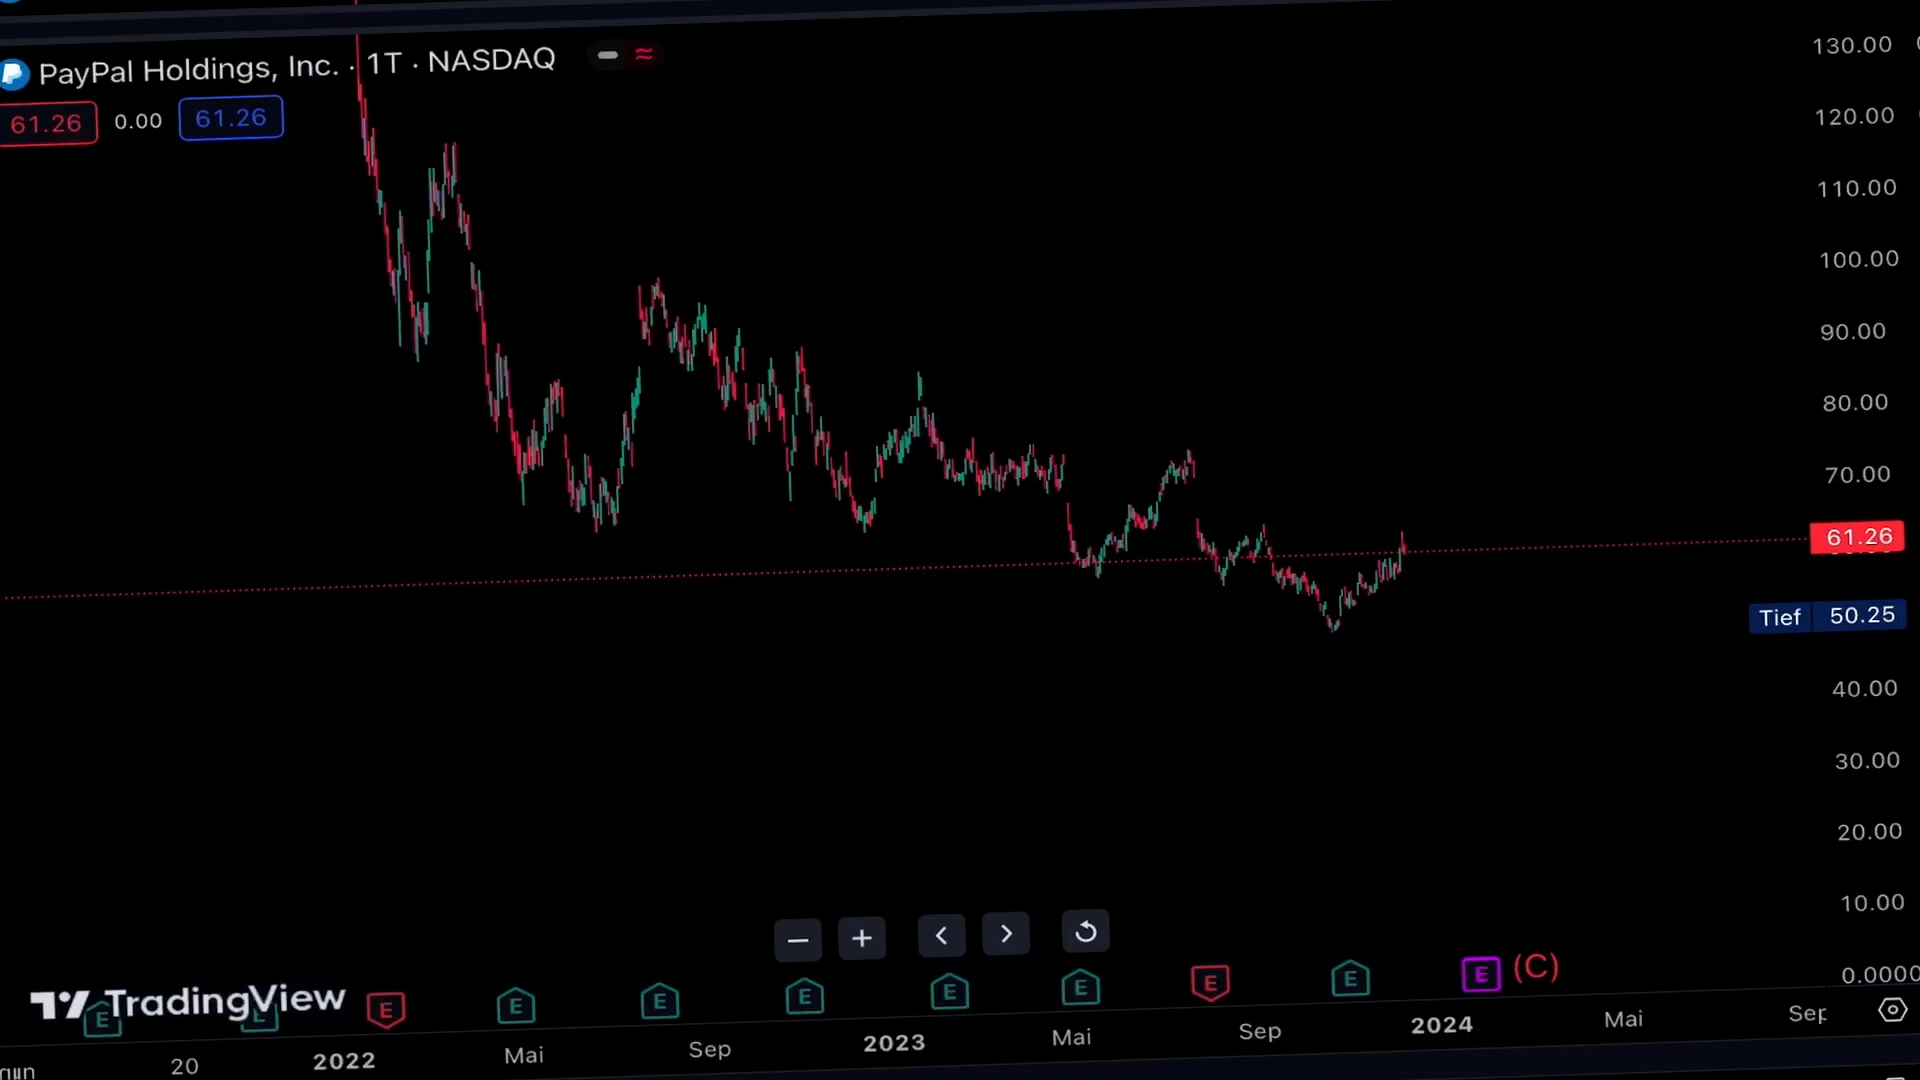 PayPal Holdings, Inc. · 1T · NASDAQ
61.26 0.00 61.26
130.00
120.00
110.00
100.00
90.00
80.00
70.00
61.26
Tief 50.25
40.00
30.00
20.00
10.00
0.0000
(C)
E E E E E E E E E E
TradingView
20 2022 Mai Sep 2023 Mai Sep 2024 Mai Sep